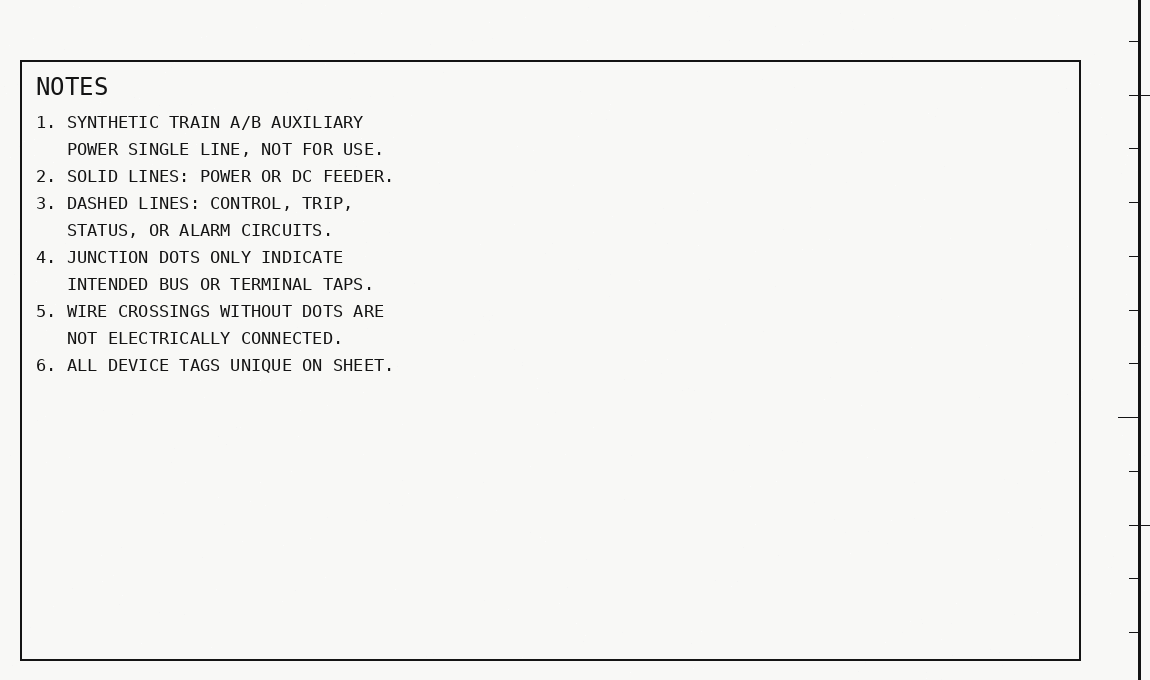 NOTES
1. SYNTHETIC TRAIN A/B AUXILIARY
POWER SINGLE LINE, NOT FOR USE.
2. SOLID LINES: POWER OR DC FEEDER.
3. DASHED LINES: CONTROL, TRIP,
STATUS, OR ALARM CIRCUITS.
4. JUNCTION DOTS ONLY INDICATE
INTENDED BUS OR TERMINAL TAPS.
5. WIRE CROSSINGS WITHOUT DOTS ARE
NOT ELECTRICALLY CONNECTED.
6. ALL DEVICE TAGS UNIQUE ON SHEET.